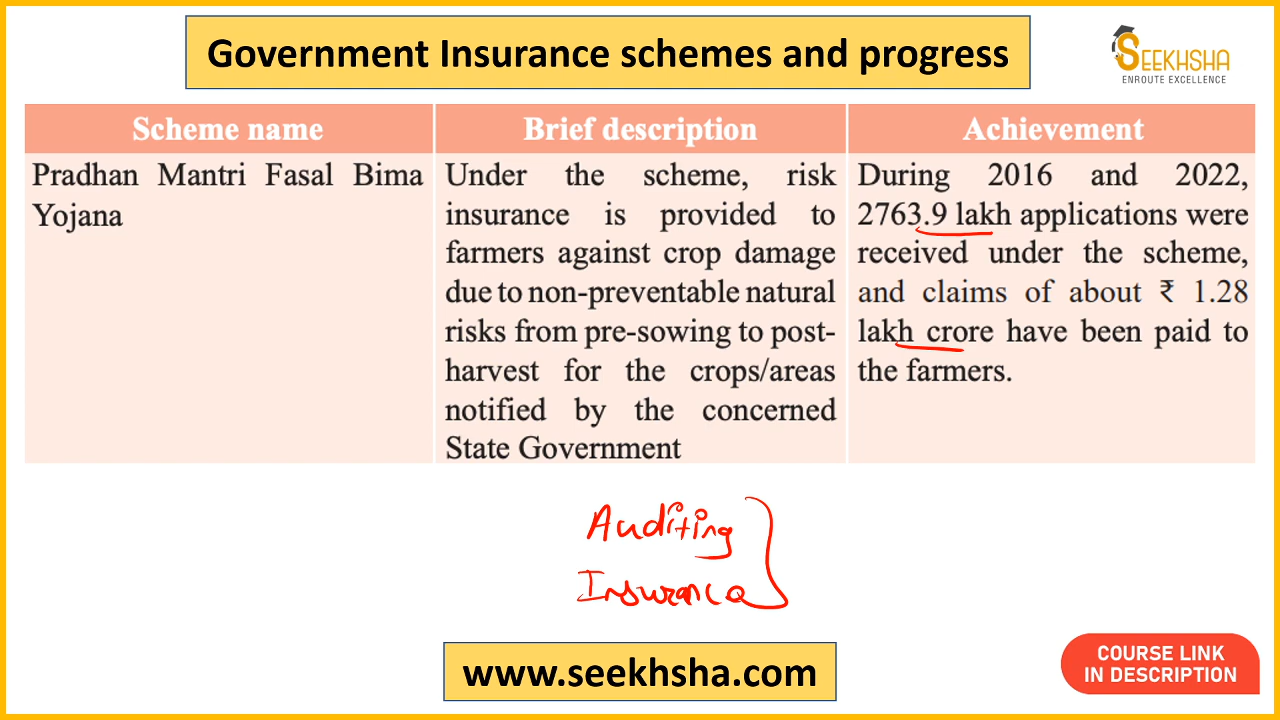 Government Insurance schemes and progress
SEEKHSHA
ENROUTE EXCELLENCE
Scheme name
Brief description
Achievement
Pradhan Mantri Fasal Bima
Yojana
Under the scheme, risk
insurance is provided to
farmers against crop damage
due to non-preventable natural
risks from pre-sowing to post-
harvest for the crops/areas
notified by the concerned
State Government
During 2016 and 2022,
2763.9 lakh applications were
received under the scheme,
and claims of about ₹ 1.28
lakh crore have been paid to
the farmers.
Auditing
Insurance
www.seekhsha.com
COURSE LINK
IN DESCRIPTION